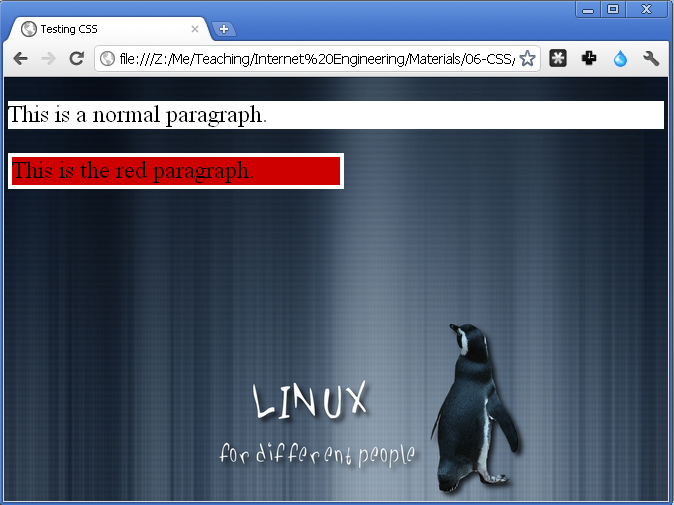 Testing CSS
file:///Z:/Me/Teaching/Internet%20Engineering/Materials/06-CSS/
This is a normal paragraph.
This is the red paragraph.
LINUX
for different people